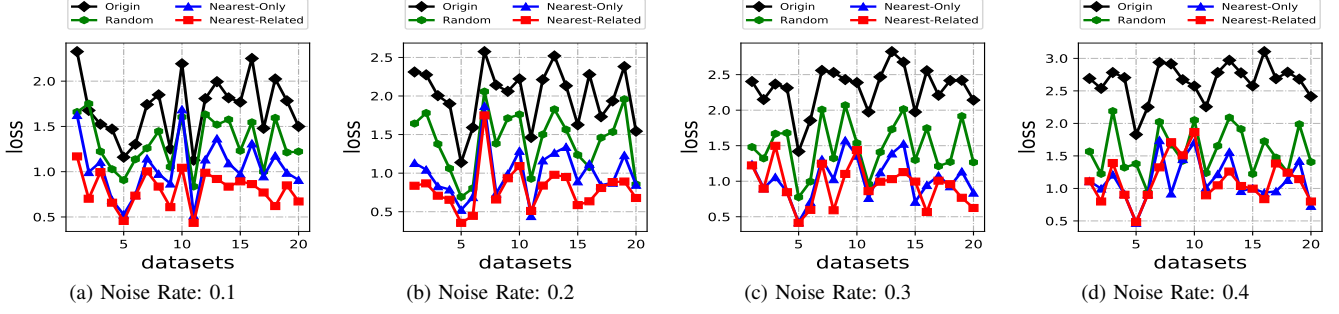 Origin Nearest-Only
Random Nearest-Related
Origin Nearest-Only
Random Nearest-Related
Origin Nearest-Only
Random Nearest-Related
Origin Nearest-Only
Random Nearest-Related
loss
2.0
1.5
1.0
0.5
5 10 15 20
datasets
loss
2.5
2.0
1.5
1.0
0.5
5 10 15 20
datasets
loss
2.5
2.0
1.5
1.0
0.5
5 10 15 20
datasets
loss
3.0
2.5
2.0
1.5
1.0
0.5
5 10 15 20
datasets
(a) Noise Rate: 0.1
(b) Noise Rate: 0.2
(c) Noise Rate: 0.3
(d) Noise Rate: 0.4